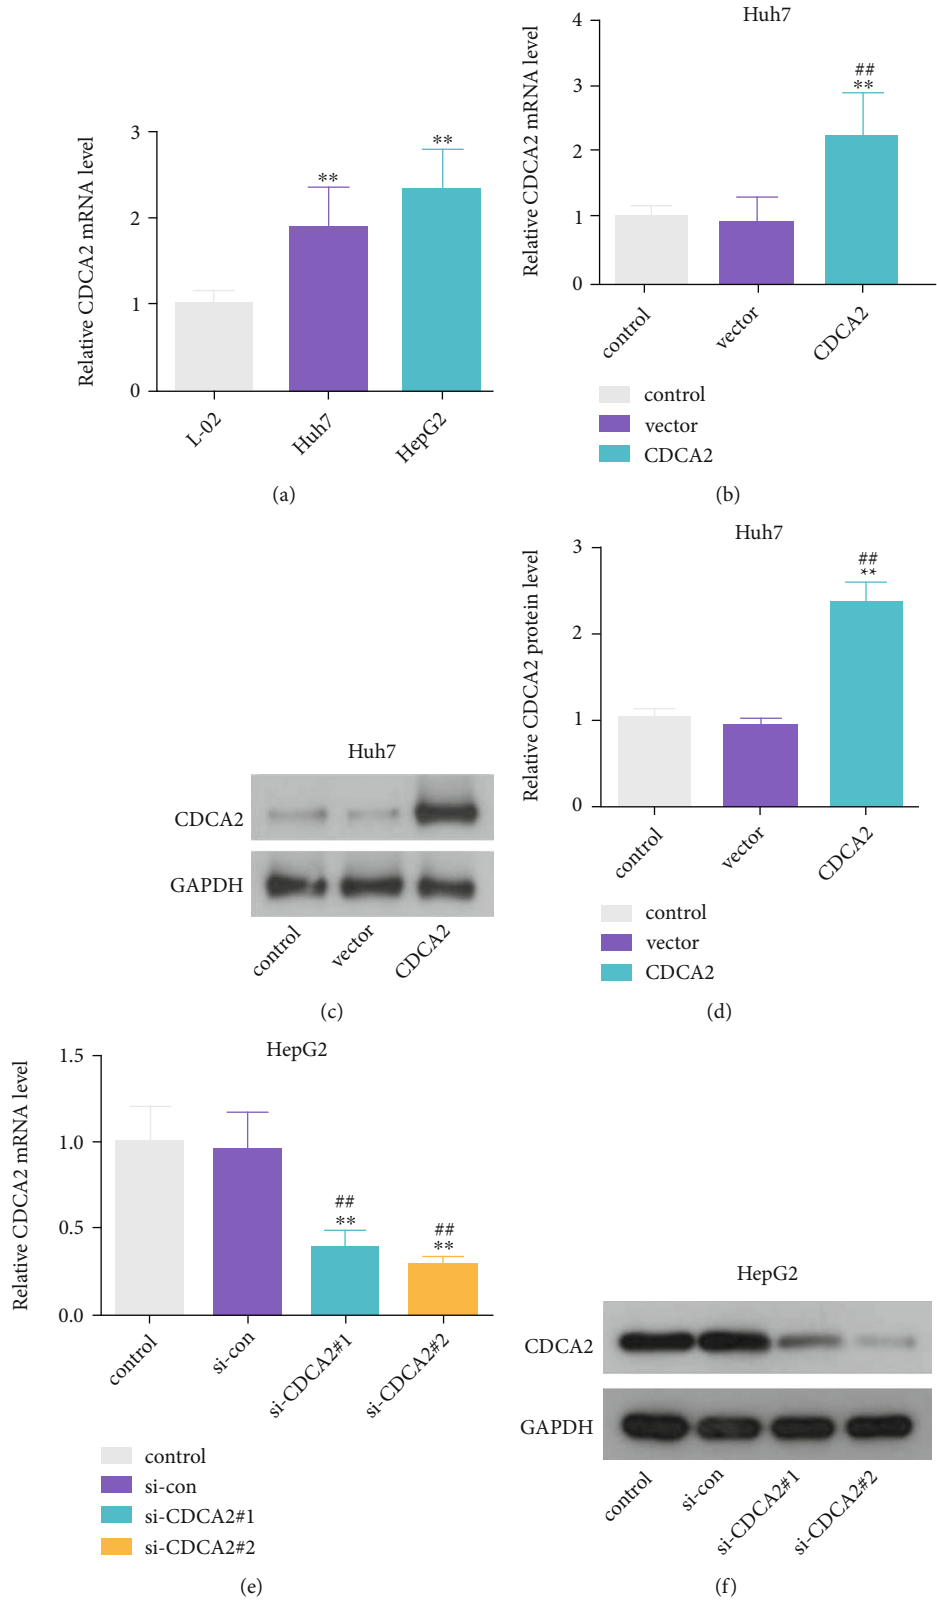 Relative CDCA2 mRNA level
3
2
1
0
**
**
L-02
Huh7
HepG2
(a)
Huh7
Relative CDCA2 mRNA level
4
3
2
1
0
##
**
control
vector
CDCA2
control
vector
CDCA2
(b)
Huh7
CDCA2
GAPDH
control
vector
CDCA2
(c)
Huh7
Relative CDCA2 protein level
3
2
1
0
##
**
control
vector
CDCA2
control
vector
CDCA2
(d)
HepG2
Relative CDCA2 mRNA level
1.5
1.0
0.5
0.0
##
**
##
**
control
si-con
si-CDCA2#1
si-CDCA2#2
control
si-con
si-CDCA2#1
si-CDCA2#2
(e)
HepG2
CDCA2
GAPDH
control
si-con
si-CDCA2#1
si-CDCA2#2
(f)